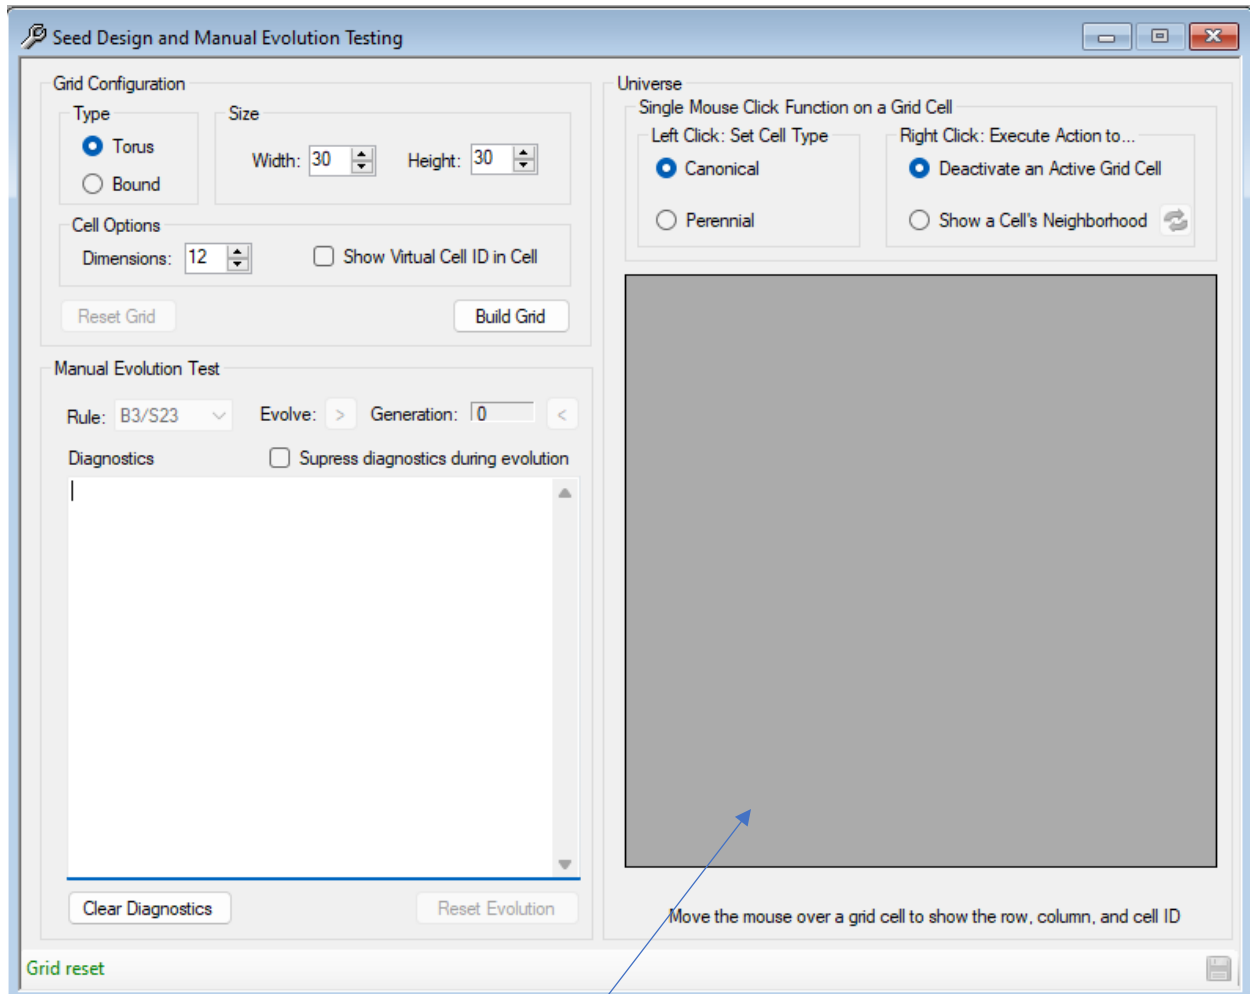 Seed Design and Manual Evolution Testing
Grid Configuration
Type
Torus
Bound
Size
Width: 30
Height: 30
Cell Options
Dimensions: 12
Show Virtual Cell ID in Cell
Reset Grid
Build Grid
Manual Evolution Test
Rule: B3/S23
Evolve: >
Generation: 0
<
Diagnostics
Supress diagnostics during evolution
Clear Diagnostics
Reset Evolution
Universe
Single Mouse Click Function on a Grid Cell
Left Click: Set Cell Type
Canonical
Perennial
Right Click: Execute Action to...
Deactivate an Active Grid Cell
Show a Cell's Neighborhood
Move the mouse over a grid cell to show the row, column, and cell ID
Grid reset